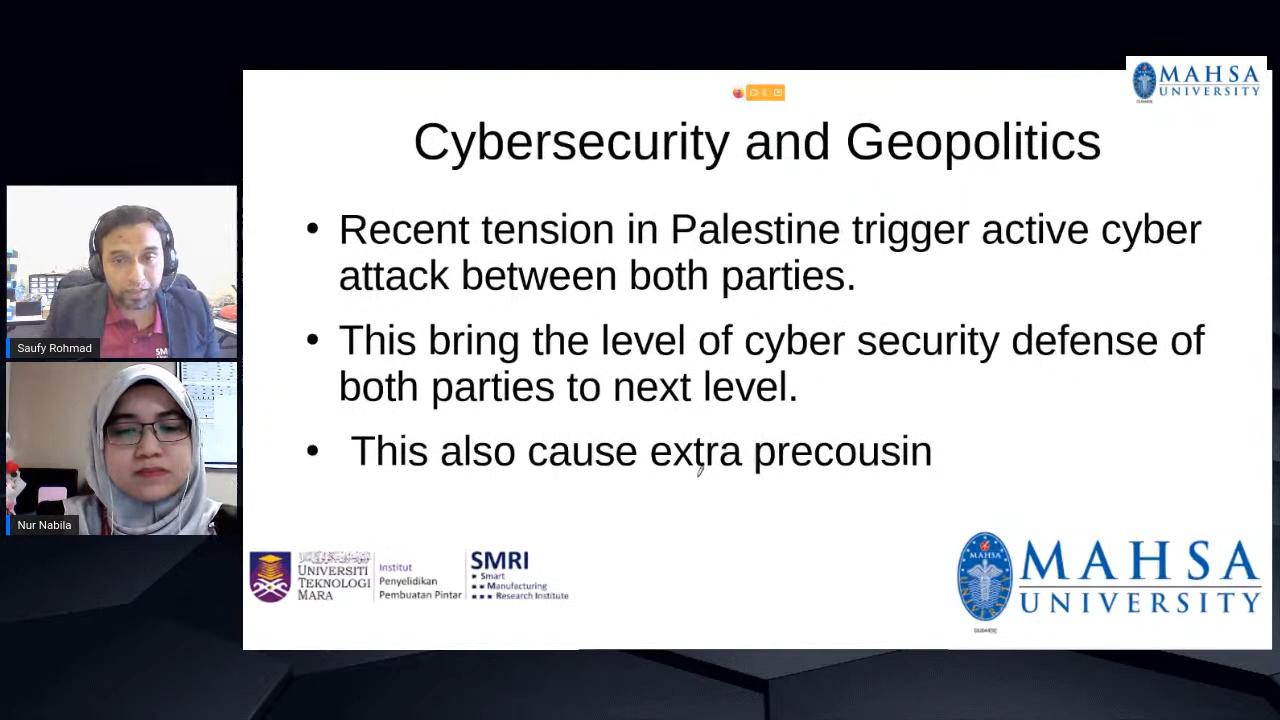 MAHSA
UNIVERSITY
Cybersecurity and Geopolitics
• Recent tension in Palestine trigger active cyber
attack between both parties.
• This bring the level of cyber security defense of
both parties to next level.
• This also cause extra precousin
Saufy Rohmad
Nur Nabila
UNIVERSITI
TEKNOLOGI
MARA
Institut
Penyelidikan
Pembuatan Pintar
SMRI
Smart
Manufacturing
Research Institute
MAHSA
UNIVERSITY